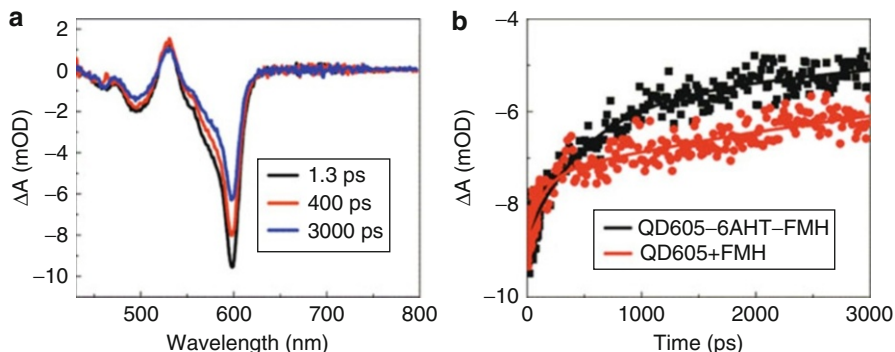 a
2
0
−2
−4
−6
−8
−10
ΔA (mOD)
1.3 ps
400 ps
3000 ps
500 600 700 800
Wavelength (nm)
b
−4
−6
−8
−10
ΔA (mOD)
QD605–6AHT–FMH
QD605+FMH
0 1000 2000 3000
Time (ps)